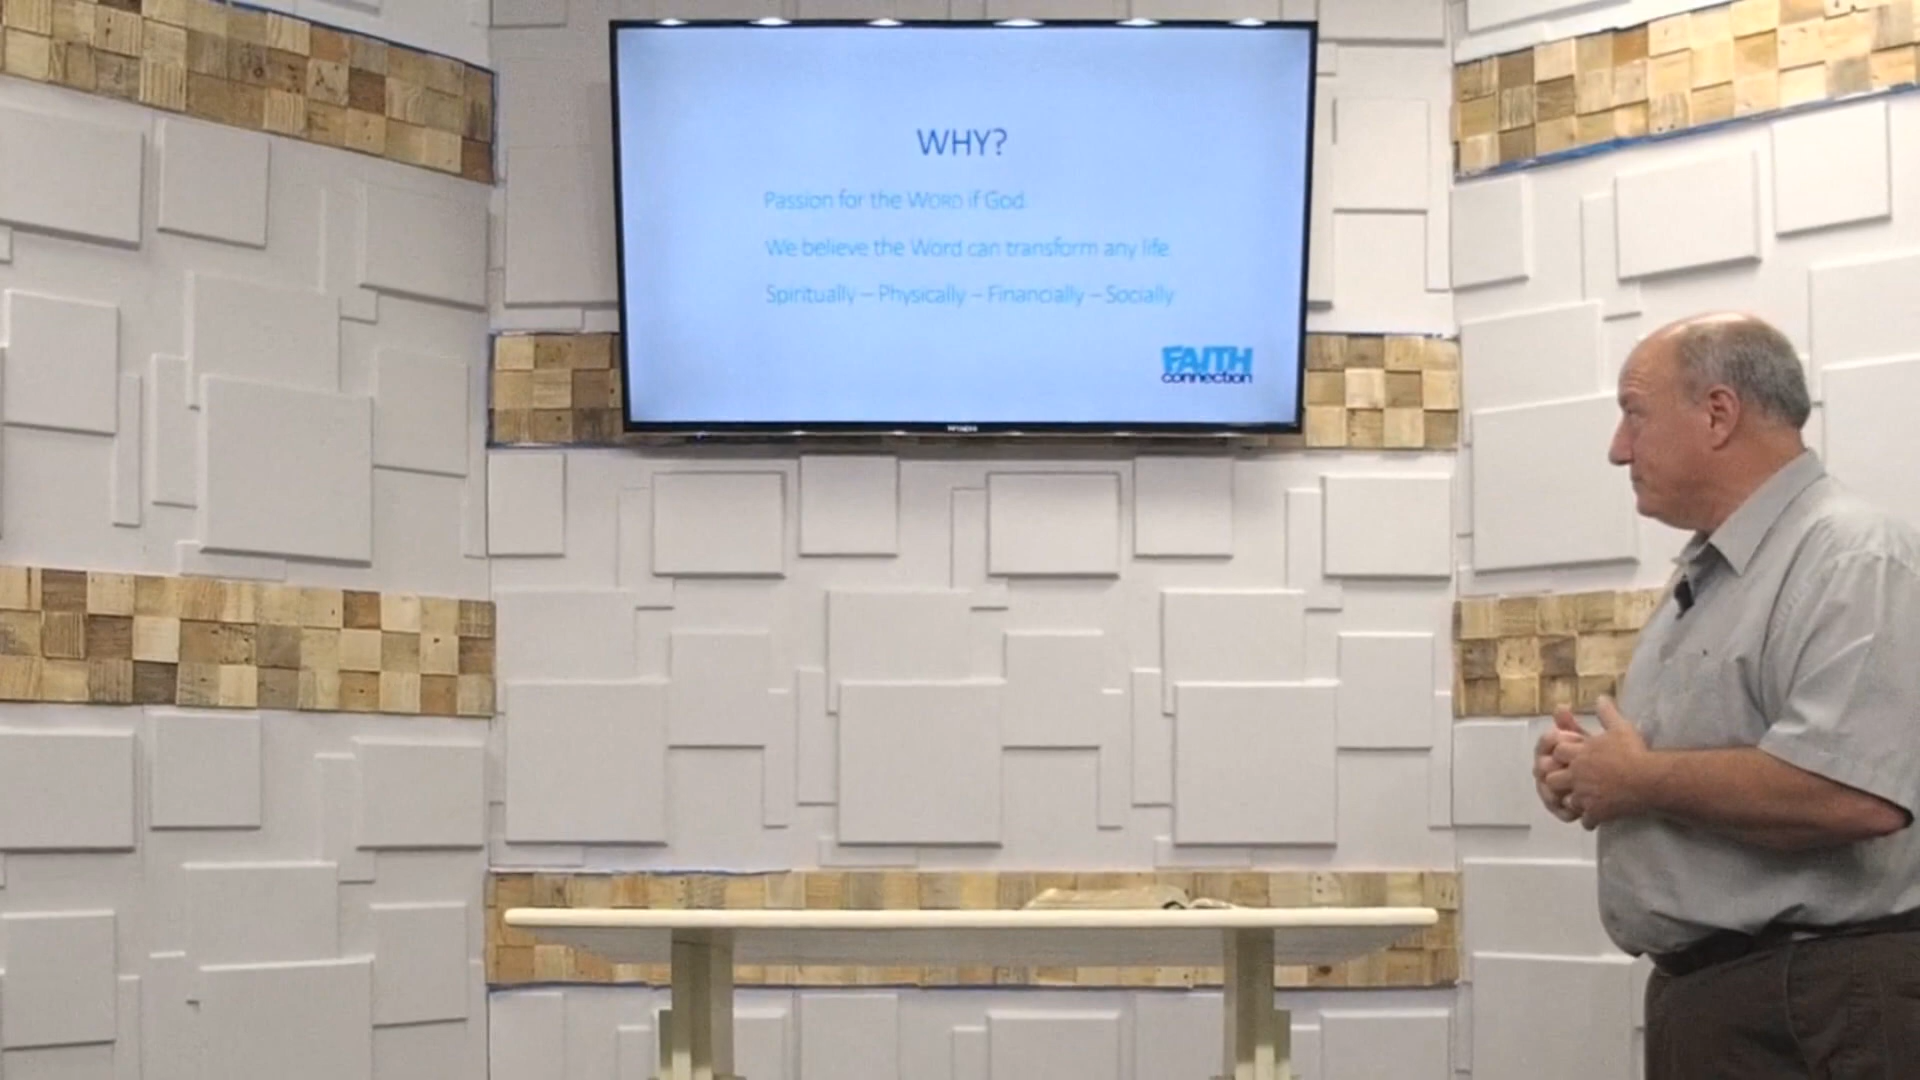 WHY?
Passion for the WORD if God
We believe the Word can transform any life
Spiritually – Physically – Financially – Socially
FAITH
connection